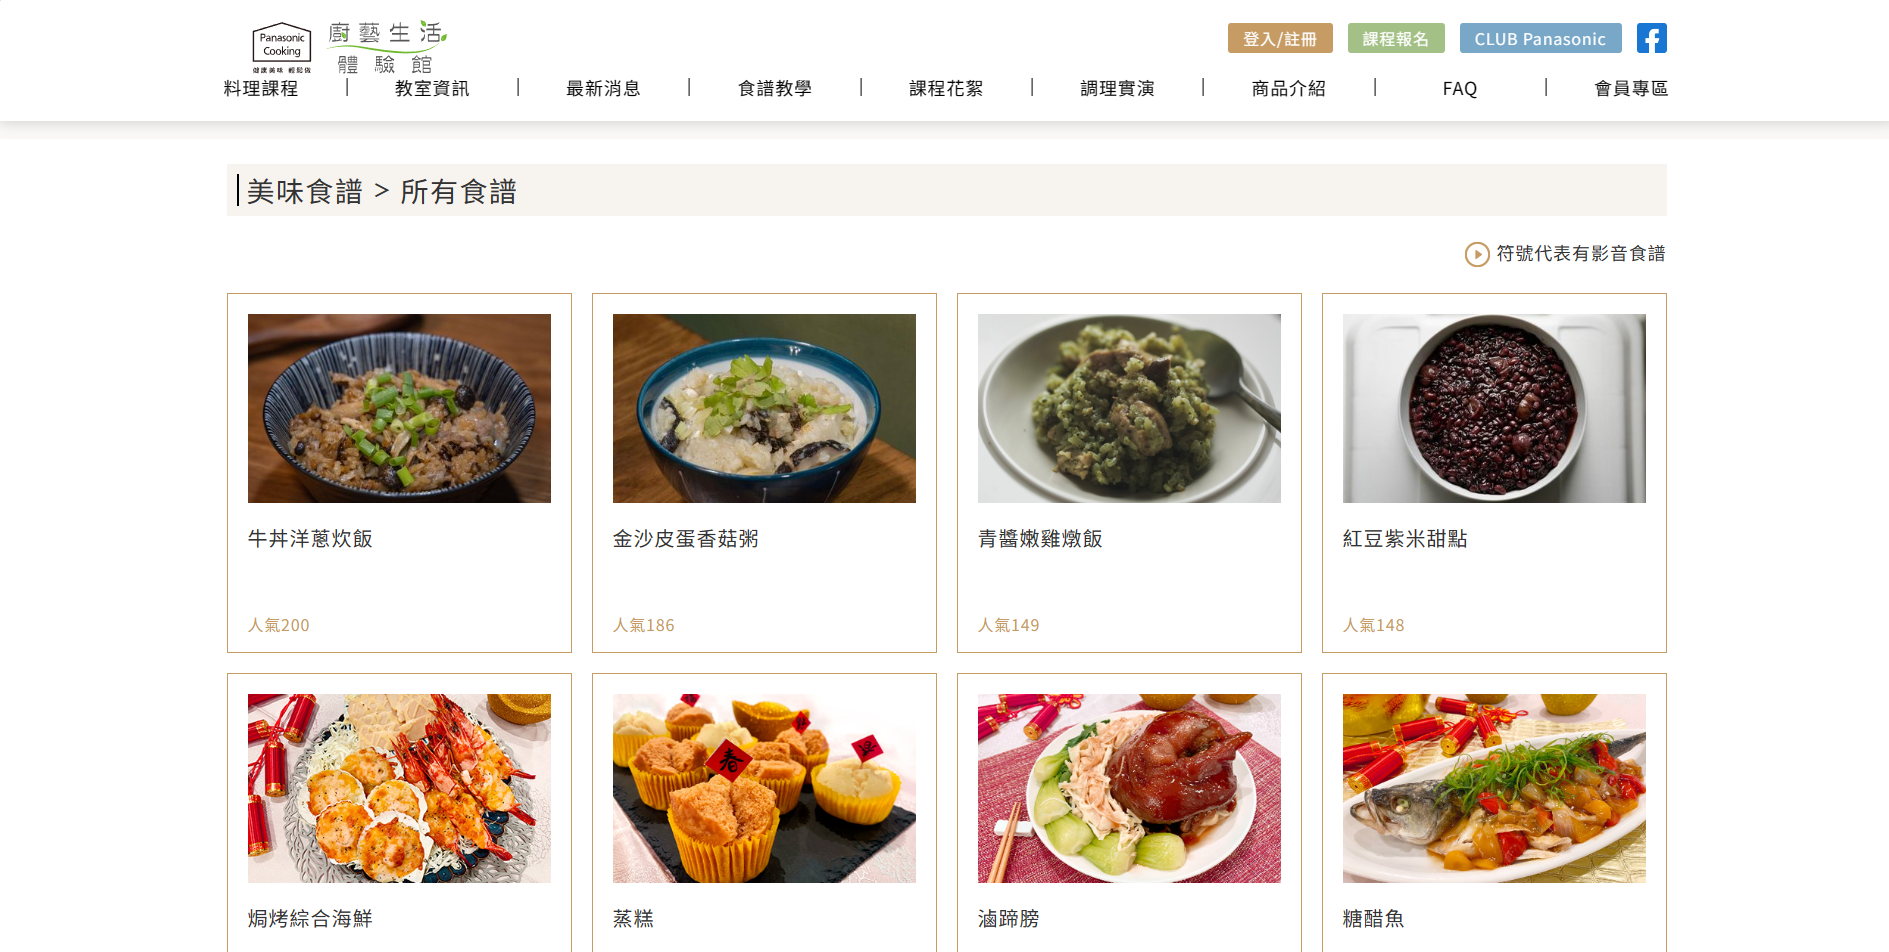 Panasonic
Cooking
健康美味 輕鬆做
廚藝生活
體驗館
登入/註冊
課程報名
CLUB Panasonic
料理課程
教室資訊
最新消息
食譜教學
課程花絮
調理實演
商品介紹
FAQ
會員專區
美味食譜 > 所有食譜
符號代表有影音食譜
牛丼洋蔥炊飯
人氣200
金沙皮蛋香菇粥
人氣186
青醬嫩雞燉飯
人氣149
紅豆紫米甜點
人氣148
焗烤綜合海鮮
春
蒸糕
滷蹄膀
糖醋魚